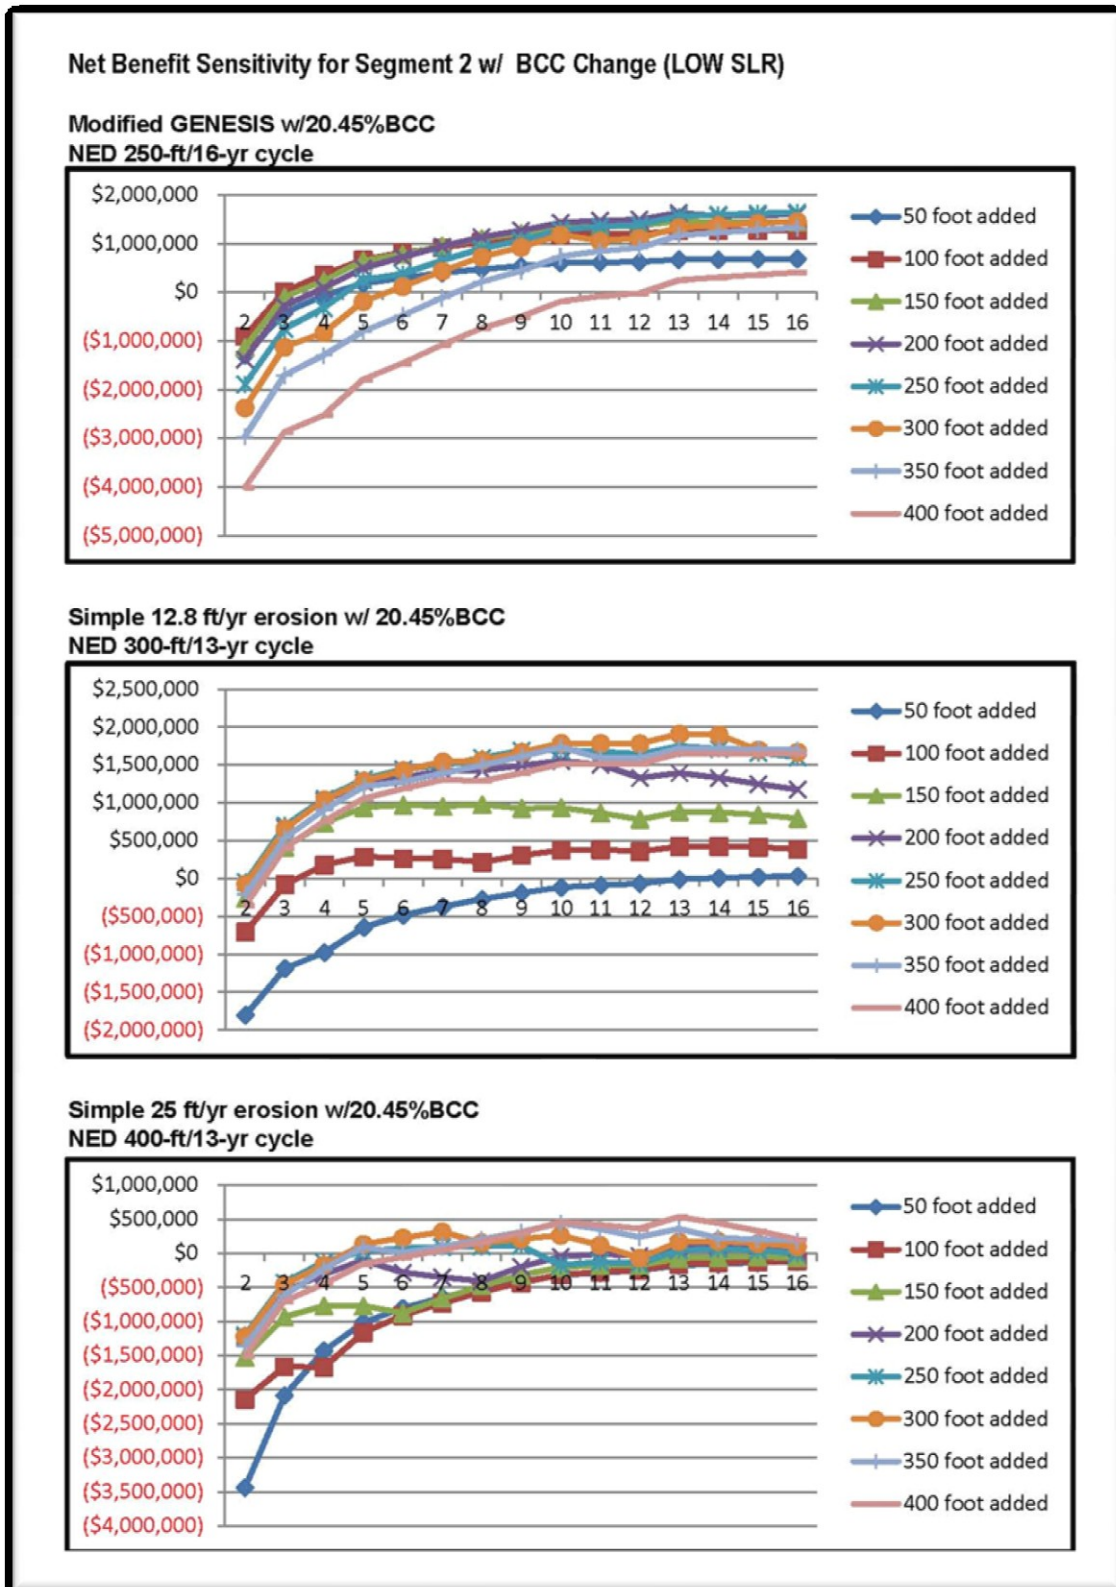 Net Benefit Sensitivity for Segment 2 w/ BCC Change (LOW SLR)
Modified GENESIS w/20.45%BCC
NED 250-ft/16-yr cycle
$2,000,000
$1,000,000
$0
($1,000,000)
($2,000,000)
($3,000,000)
($4,000,000)
($5,000,000)
2 3 4 5 6 7 8 9 10 11 12 13 14 15 16
50 foot added
100 foot added
150 foot added
200 foot added
250 foot added
300 foot added
350 foot added
400 foot added
Simple 12.8 ft/yr erosion w/ 20.45%BCC
NED 300-ft/13-yr cycle
$2,500,000
$2,000,000
$1,500,000
$1,000,000
$500,000
$0
($500,000)
($1,000,000)
($1,500,000)
($2,000,000)
2 3 4 5 6 7 8 9 10 11 12 13 14 15 16
50 foot added
100 foot added
150 foot added
200 foot added
250 foot added
300 foot added
350 foot added
400 foot added
Simple 25 ft/yr erosion w/20.45%BCC
NED 400-ft/13-yr cycle
$1,000,000
$500,000
$0
($500,000)
($1,000,000)
($1,500,000)
($2,000,000)
($2,500,000)
($3,000,000)
($3,500,000)
($4,000,000)
2 3 4 5 6 7 8 9 10 11 12 13 14 15 16
50 foot added
100 foot added
150 foot added
200 foot added
250 foot added
300 foot added
350 foot added
400 foot added